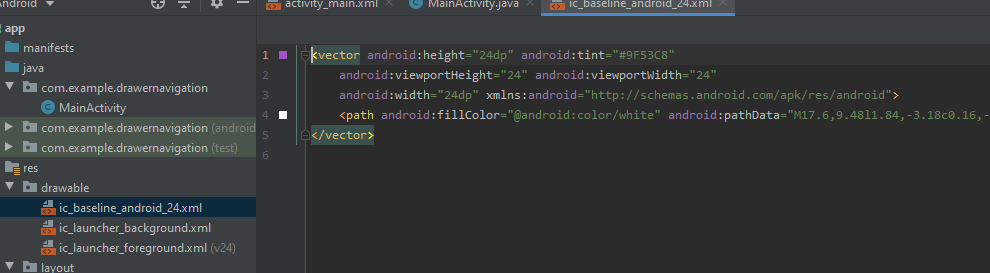 Android
activity_main.xml
MainActivity.java
ic_baseline_android_24.xml
app
manifests
java
com.example.drawernavigation
MainActivity
com.example.drawernavigation (android
com.example.drawernavigation (test)
res
drawable
ic_baseline_android_24.xml
ic_launcher_background.xml
ic_launcher_foreground.xml (v24)
layout
1 <vector android:height="24dp" android:tint="#9F53C8"
2 android:viewportHeight="24" android:viewportWidth="24"
3 android:width="24dp" xmlns:android="http://schemas.android.com/apk/res/android">
4 <path android:fillColor="@android:color/white" android:pathData="M17.6,9.48l1.84,-3.18c0.16,-
5 </vector>
6